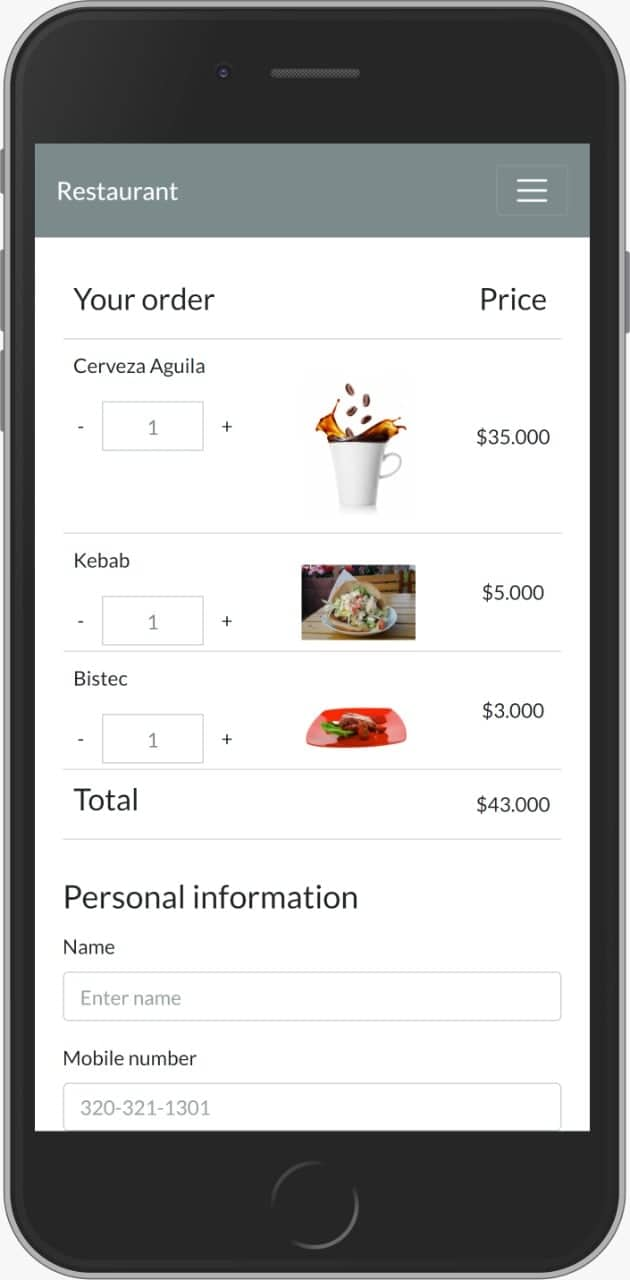 Restaurant
Your order Price
Cerveza Aguila
- 1 + $35.000
Kebab
- 1 + $5.000
Bistec
- 1 + $3.000
Total $43.000
Personal information
Name
Enter name
Mobile number
320-321-1301